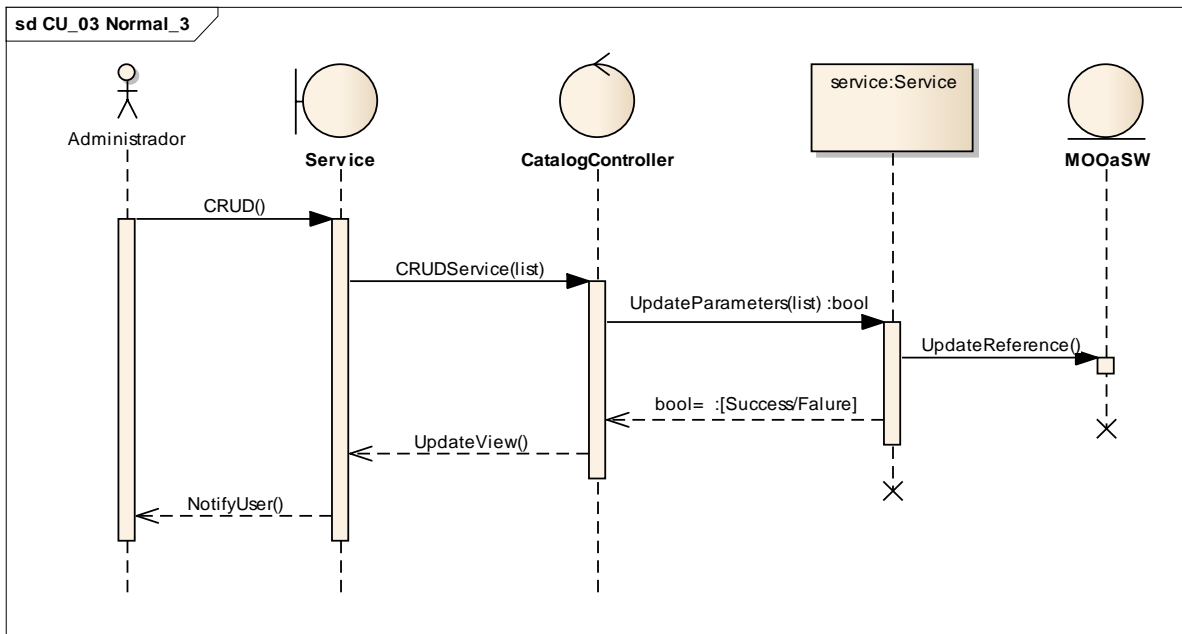 sd CU_03 Normal_3
service:Service
Administrador
Service
CatalogController
MOOaSW
CRUD()
CRUDService(list)
UpdateParameters(list) :bool
UpdateReference()
bool= :[Success/Falure]
UpdateView()
NotifyUser()